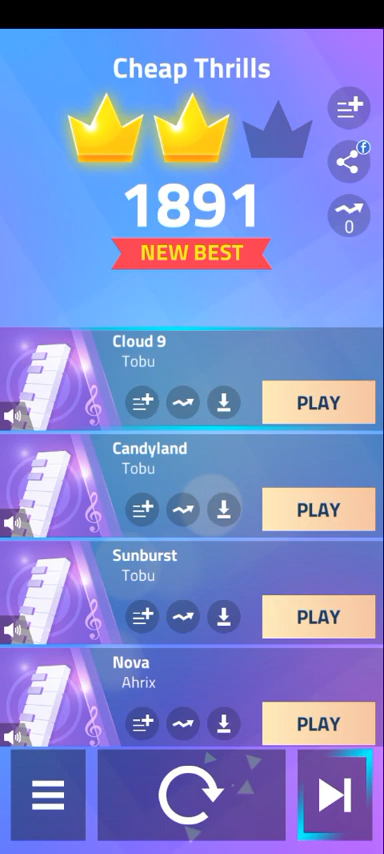 Cheap Thrills
f
1891
0
NEW BEST
Cloud 9
Tobu
PLAY
Candyland
Tobu
PLAY
Sunburst
Tobu
PLAY
Nova
Ahrix
PLAY